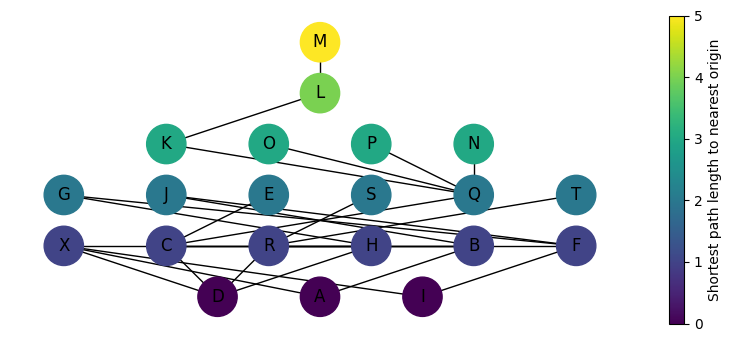 M
L
K O P N
G J E S Q T
X C R H B F
D A I
5
4
3
2
1
0
Shortest path length to nearest origin